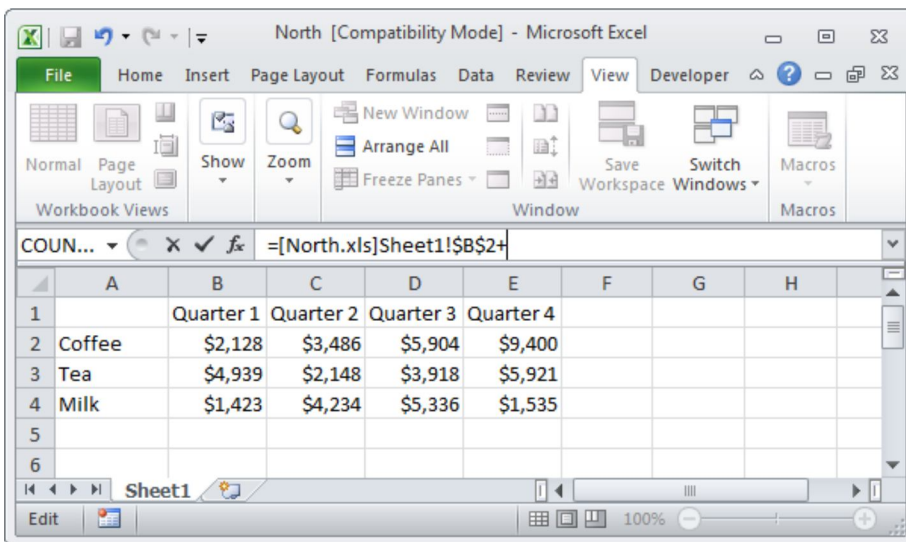 North [Compatibility Mode] - Microsoft Excel
File Home Insert Page Layout Formulas Data Review View Developer
Normal Page Layout Show Zoom New Window Arrange All Freeze Panes Save Workspace Switch Windows Macros
Workbook Views Window Macros
COUN... fx =[North.xls]Sheet1!$B$2+
A B C D E F G H
1 Quarter 1 Quarter 2 Quarter 3 Quarter 4
2 Coffee $2,128 $3,486 $5,904 $9,400
3 Tea $4,939 $2,148 $3,918 $5,921
4 Milk $1,423 $4,234 $5,336 $1,535
5
6
Sheet1
Edit 100%